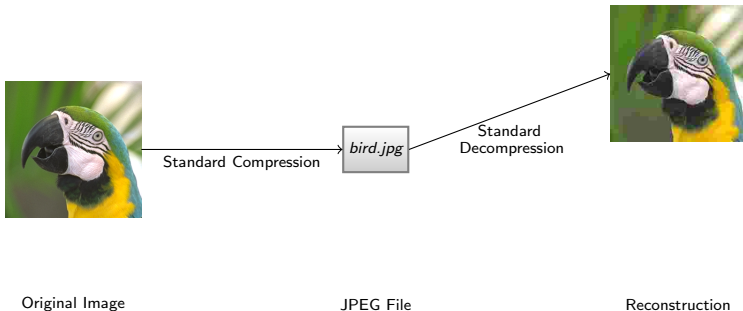 Standard Compression
bird.jpg
Standard
Decompression
Original Image
JPEG File
Reconstruction